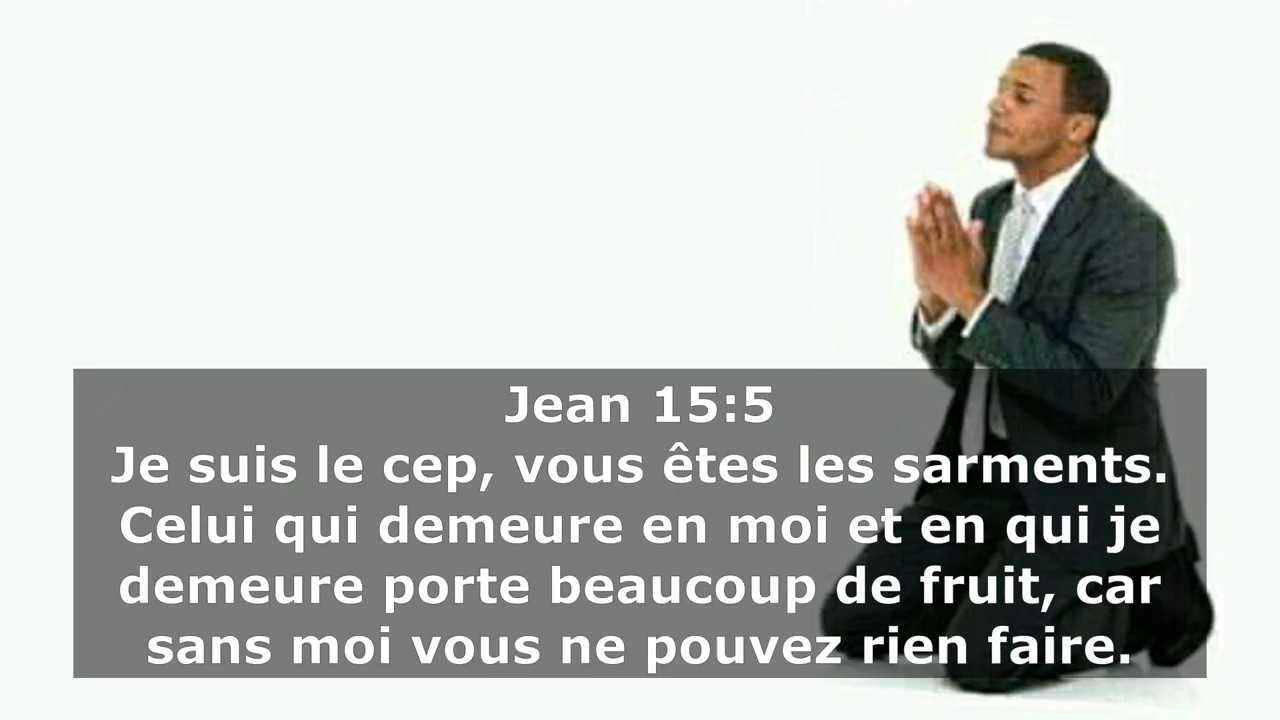 Jean 15:5
Je suis le cep, vous êtes les sarments.
Celui qui demeure en moi et en qui je
demeure porte beaucoup de fruit, car
sans moi vous ne pouvez rien faire.